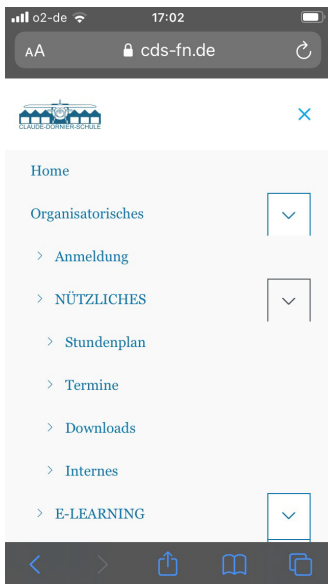 o2-de
17:02
AA
cds-fn.de
CLAUDE-DORNIER-SCHULE
Home
Organisatorisches
Anmeldung
NÜTZLICHES
Stundenplan
Termine
Downloads
Internes
E-LEARNING